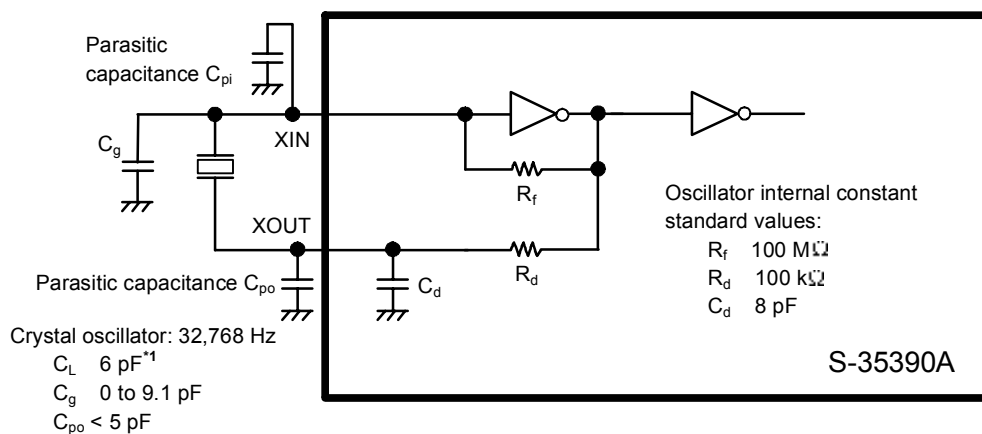 Parasitic
capacitance Cpi
Cg
XIN
Rf
XOUT
Rd
Parasitic capacitance Cpo
Cd
Oscillator internal constant
standard values:
Rf 100 MΩ
Rd 100 kΩ
Cd 8 pF
Crystal oscillator: 32,768 Hz
CL 6 pF*1
Cg 0 to 9.1 pF
Cpo < 5 pF
S-35390A